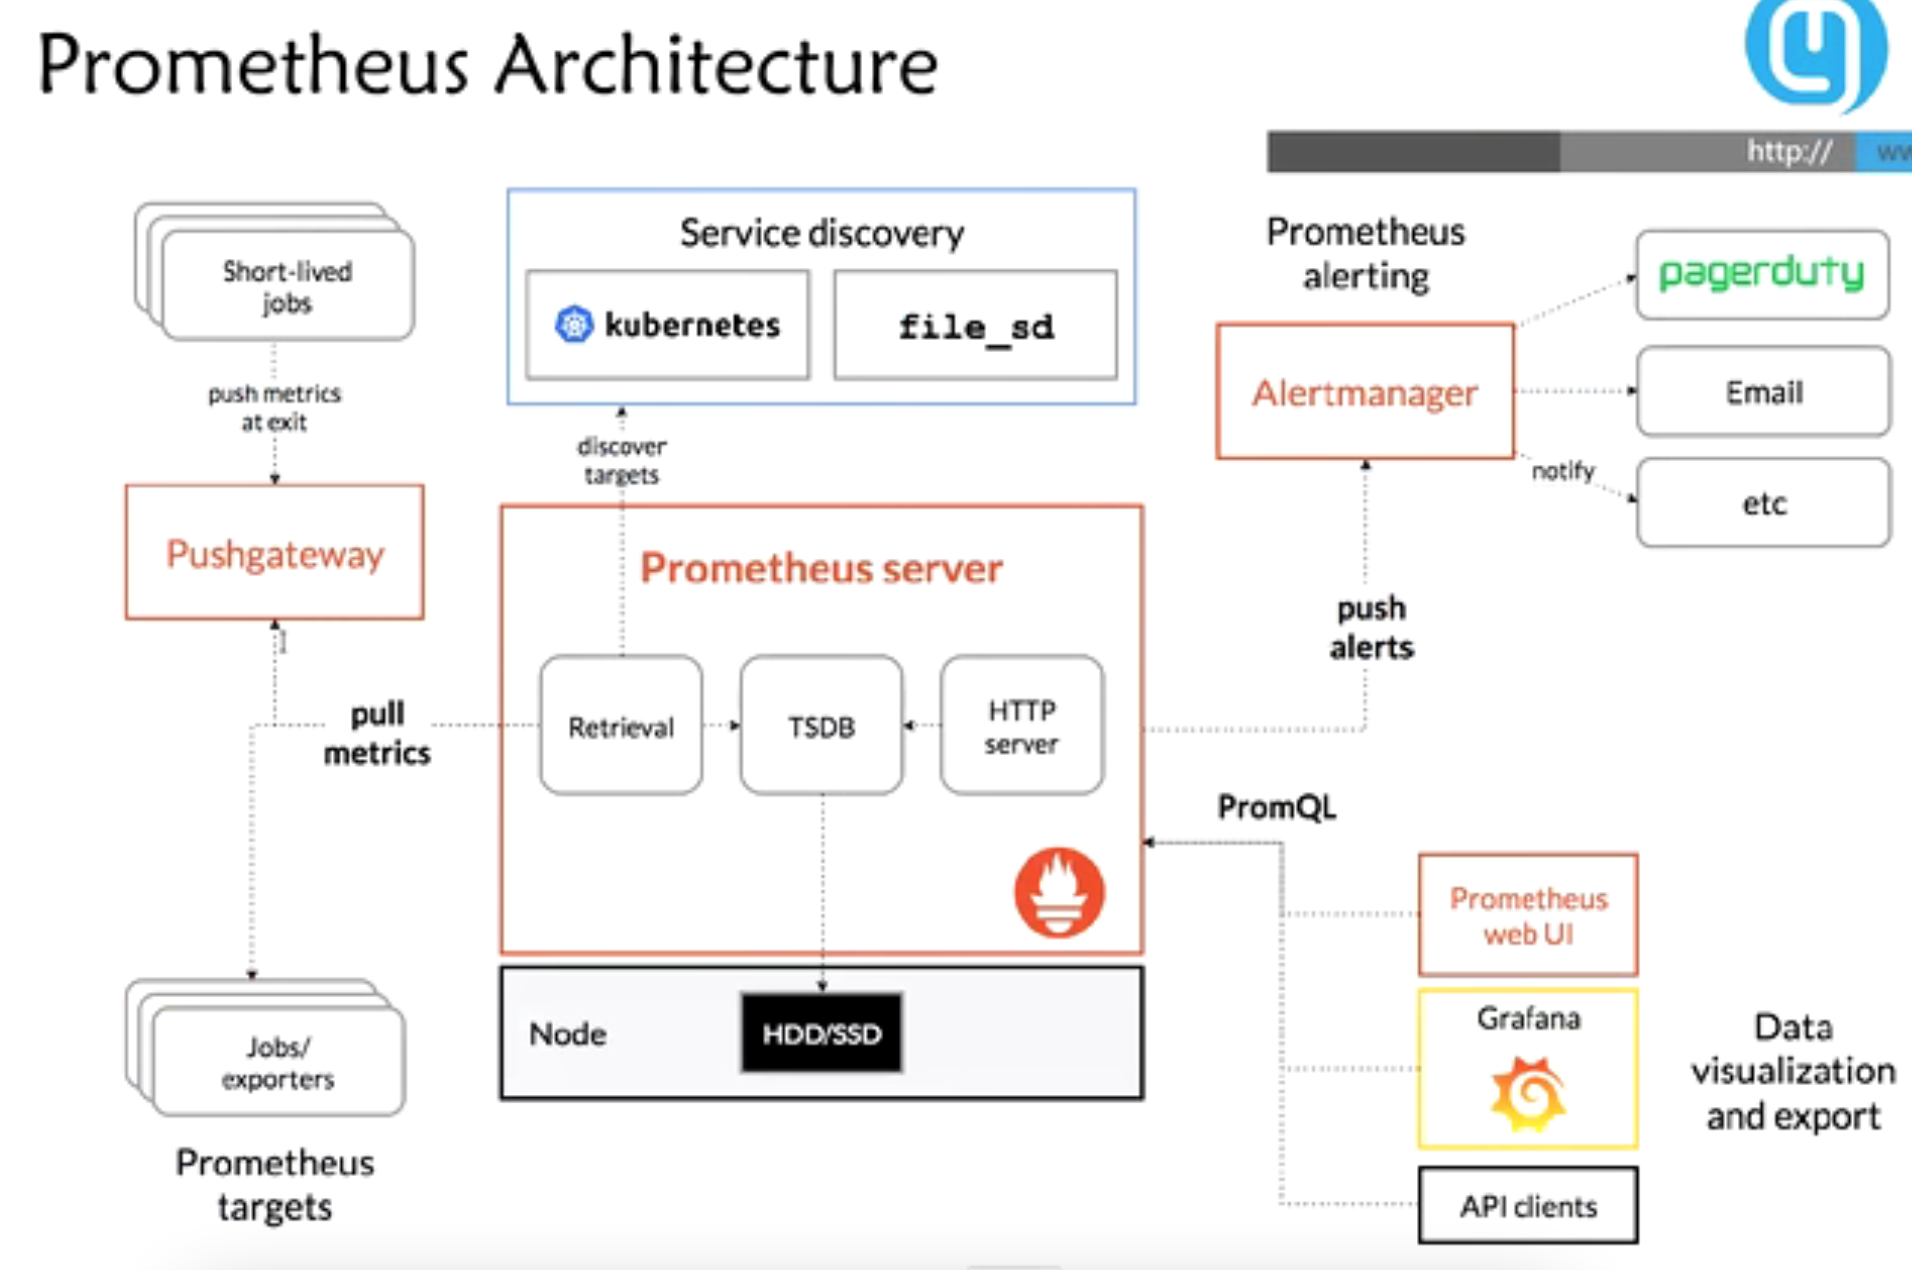 Prometheus Architecture
http://
Short-lived
jobs
push metrics
at exit
Pushgateway
pull
metrics
Jobs/
exporters
Prometheus
targets
Service discovery
kubernetes
file_sd
discover
targets
Prometheus server
Retrieval
TSDB
HTTP
server
Node
HDD/SSD
Prometheus
alerting
Alertmanager
pagerduty
Email
notify
etc
push
alerts
PromQL
Prometheus
web UI
Grafana
API clients
Data
visualization
and export